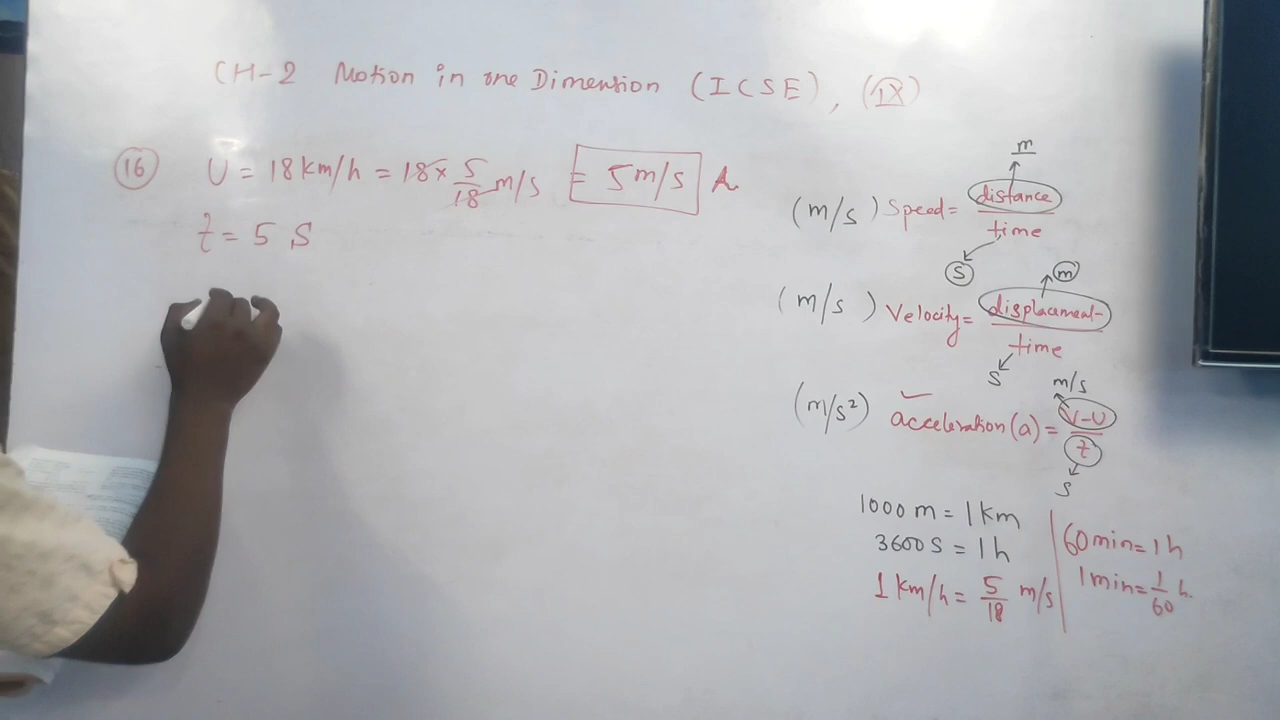 CH-2 Motion in one Dimension (ICSE), (IX)
16 U = 18 km/h = 18 × 5/18 m/s = 5 m/s A
t = 5 S
m
(m/s) Speed = distance/time
S
m
(m/s) Velocity = displacement/time
S
m/s
(m/s²) acceleration (a) = V-U/t
S
1000 m = 1 km
3600 S = 1 h
1 km/h = 5/18 m/s
60 min = 1 h
1 min = 1/60 h.